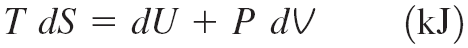 T dS = dU + P dV (kJ)